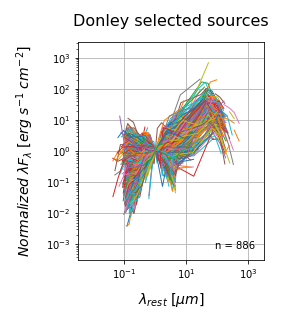 Donley selected sources
Normalized λF_λ [erg s⁻¹ cm⁻²]
10³
10²
10¹
10⁰
10⁻¹
10⁻²
10⁻³
n = 886
10⁻¹ 10¹ 10³
λ_rest [μm]